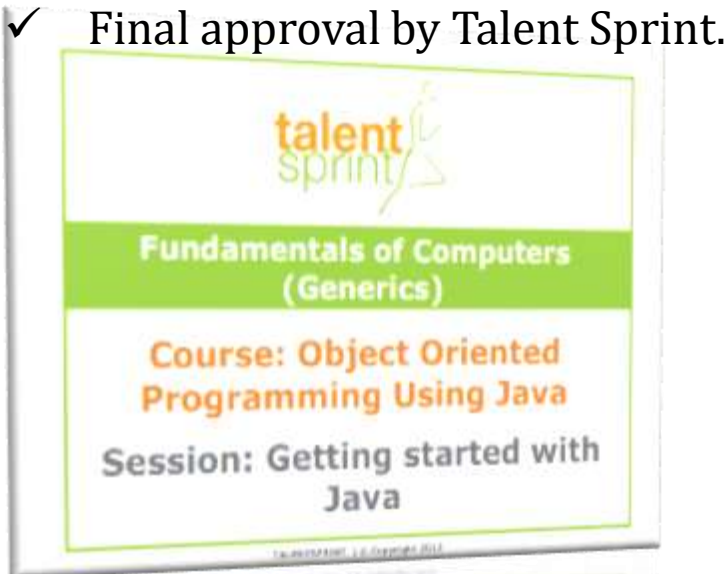 ✓ Final approval by Talent Sprint.
talent
sprint
Fundamentals of Computers
(Generics)
Course: Object Oriented
Programming Using Java
Session: Getting started with
Java